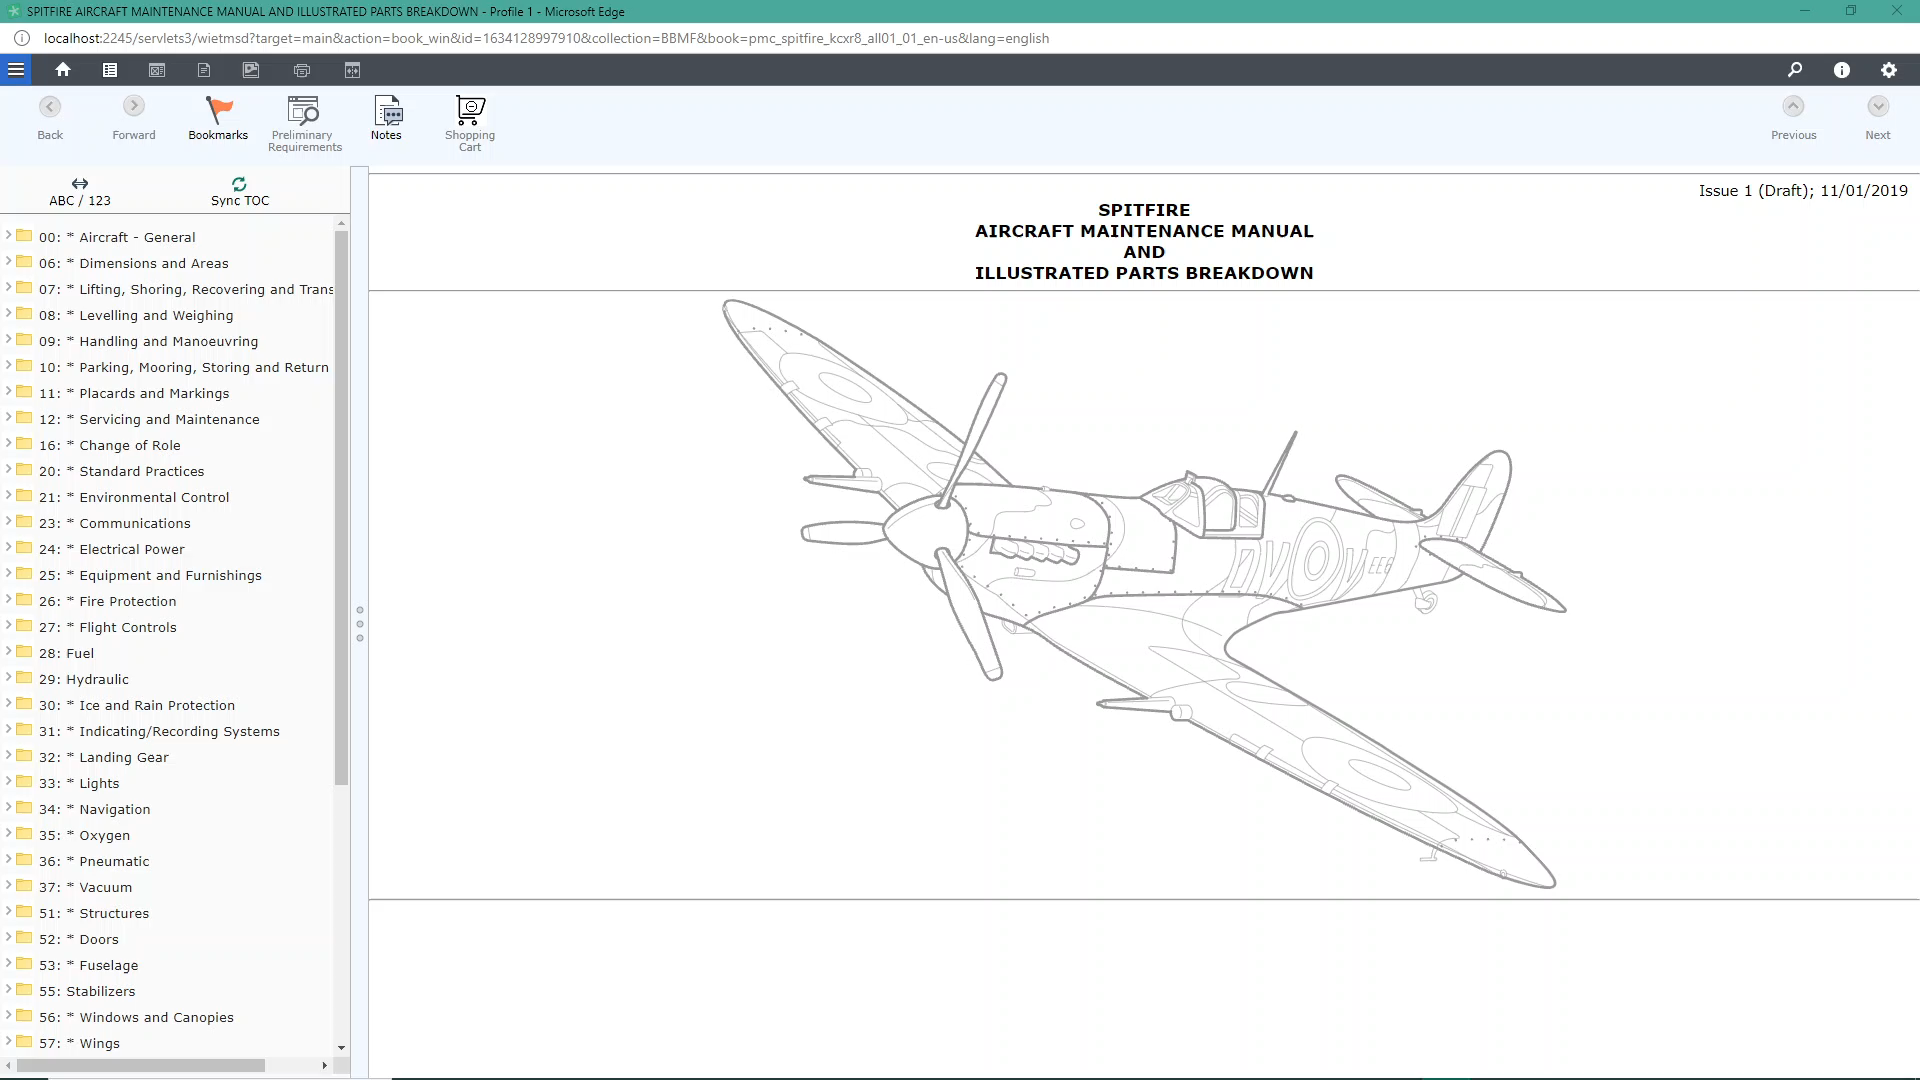 SPITFIRE AIRCRAFT MAINTENANCE MANUAL AND ILLUSTRATED PARTS BREAKDOWN - Profile 1 - Microsoft Edge
localhost:2245/servlets3/wietmsd?target=main&action=book_win&id=1634128997910&collection=BBMF&book=pmc_spitfire_kcxr8_all01_01_en-us&lang=english
Back
Forward
Bookmarks
Preliminary
Requirements
Notes
Shopping
Cart
Previous
Next
ABC / 123
Sync TOC
00: * Aircraft - General
06: * Dimensions and Areas
07: * Lifting, Shoring, Recovering and Trans
08: * Levelling and Weighing
09: * Handling and Manoeuvring
10: * Parking, Mooring, Storing and Return
11: * Placards and Markings
12: * Servicing and Maintenance
16: * Change of Role
20: * Standard Practices
21: * Environmental Control
23: * Communications
24: * Electrical Power
25: * Equipment and Furnishings
26: * Fire Protection
27: * Flight Controls
28: Fuel
29: Hydraulic
30: * Ice and Rain Protection
31: * Indicating/Recording Systems
32: * Landing Gear
33: * Lights
34: * Navigation
35: * Oxygen
36: * Pneumatic
37: * Vacuum
51: * Structures
52: * Doors
53: * Fuselage
55: Stabilizers
56: * Windows and Canopies
57: * Wings
Issue 1 (Draft); 11/01/2019
SPITFIRE
AIRCRAFT MAINTENANCE MANUAL
AND
ILLUSTRATED PARTS BREAKDOWN